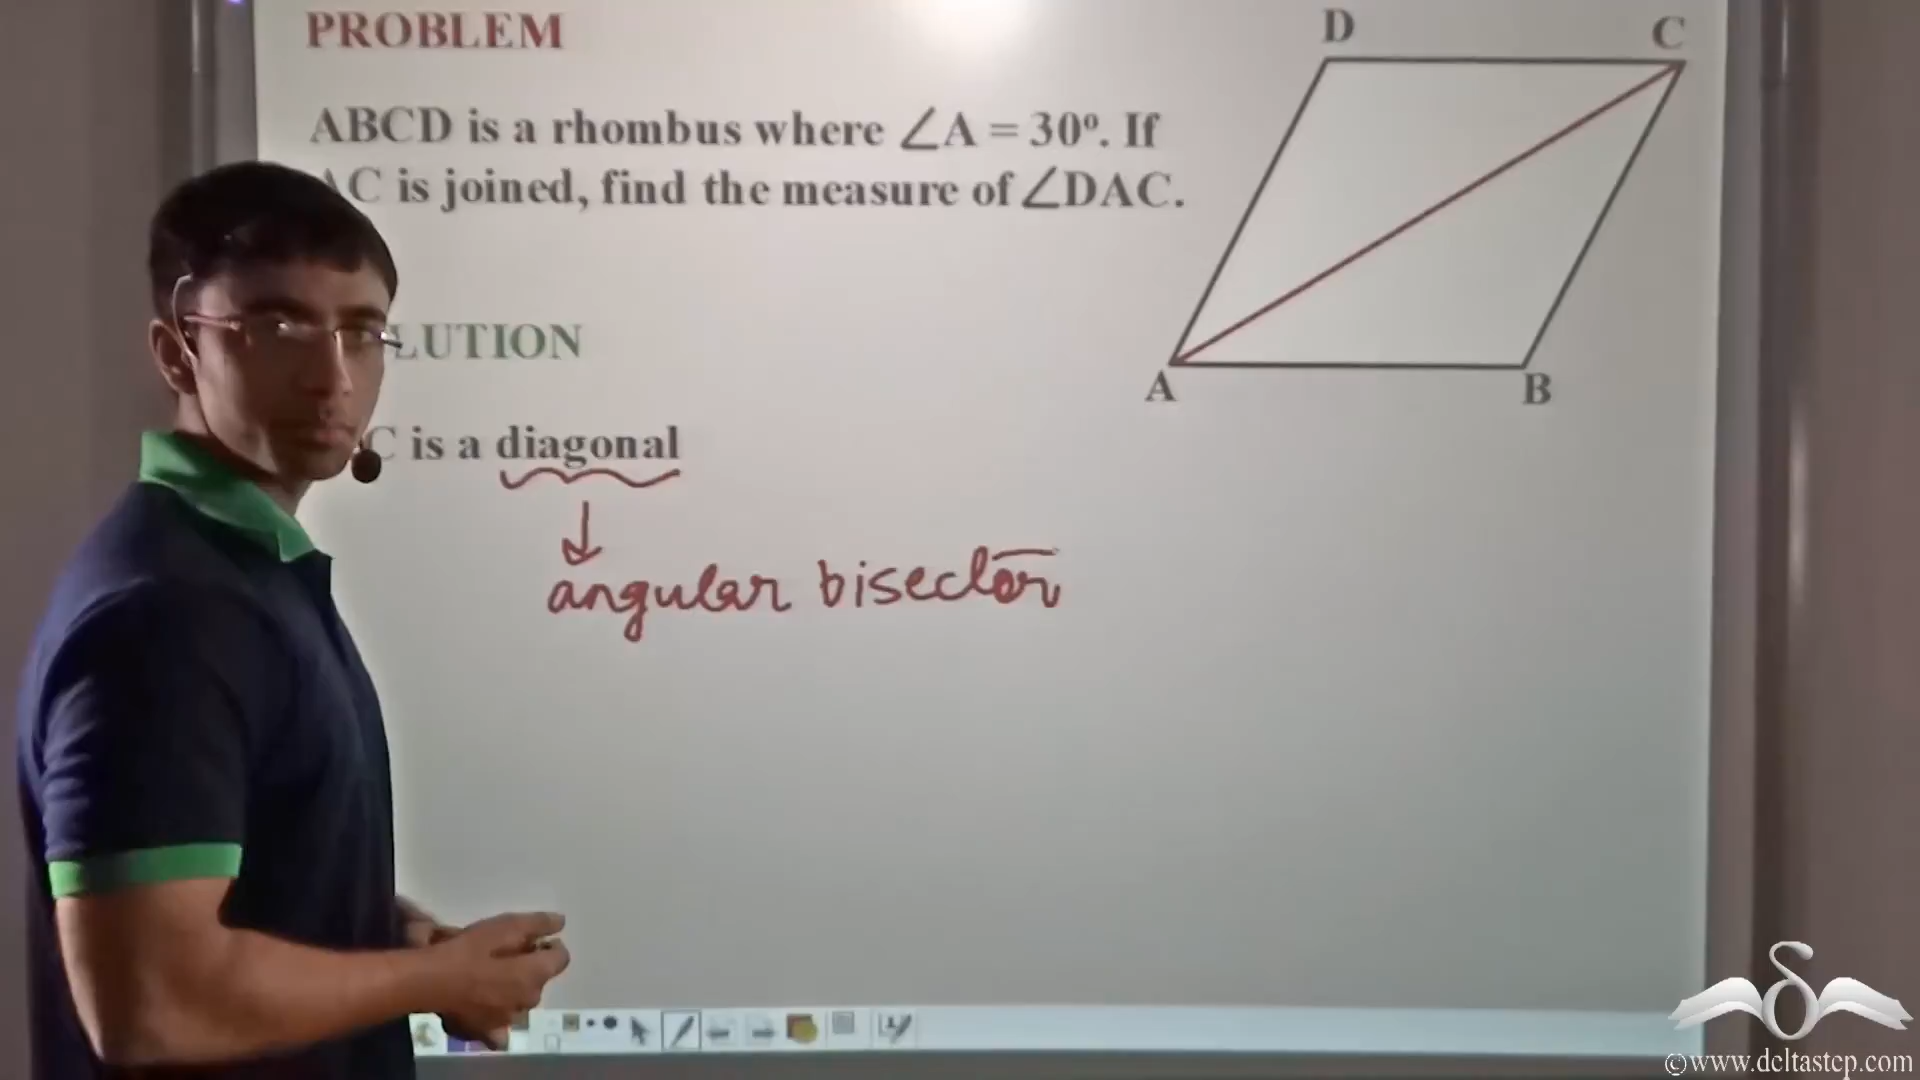 PROBLEM
ABCD is a rhombus where ∠A = 30º. If
AC is joined, find the measure of ∠DAC.
D
C
A
B
LUTION
C is a diagonal
angular bisector
©www.deltastep.com